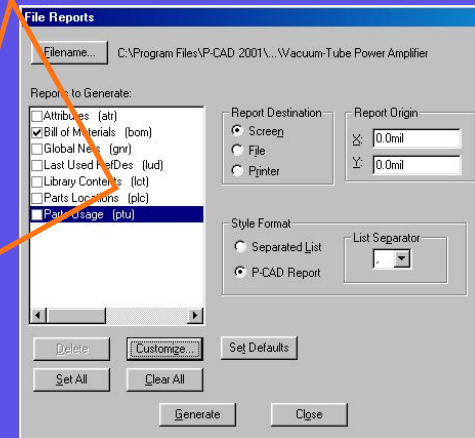 File Reports
Filename... C:\Program Files\P-CAD 2001\...\Vacuum-Tube Power Amplifier
Reports to Generate:
Attributes (atr)
Bill of Materials (bom)
Global Nets (gnr)
Last Used RefDes (lud)
Library Contents (lct)
Parts Locations (plc)
Parts Usage (ptu)
Report Destination
Screen
File
Printer
Report Origin
X: 0.0mil
Y: 0.0mil
Style Format
Separated List
P-CAD Report
List Separator
,
Delete Customize... Set Defaults
Set All Clear All
Generate Close